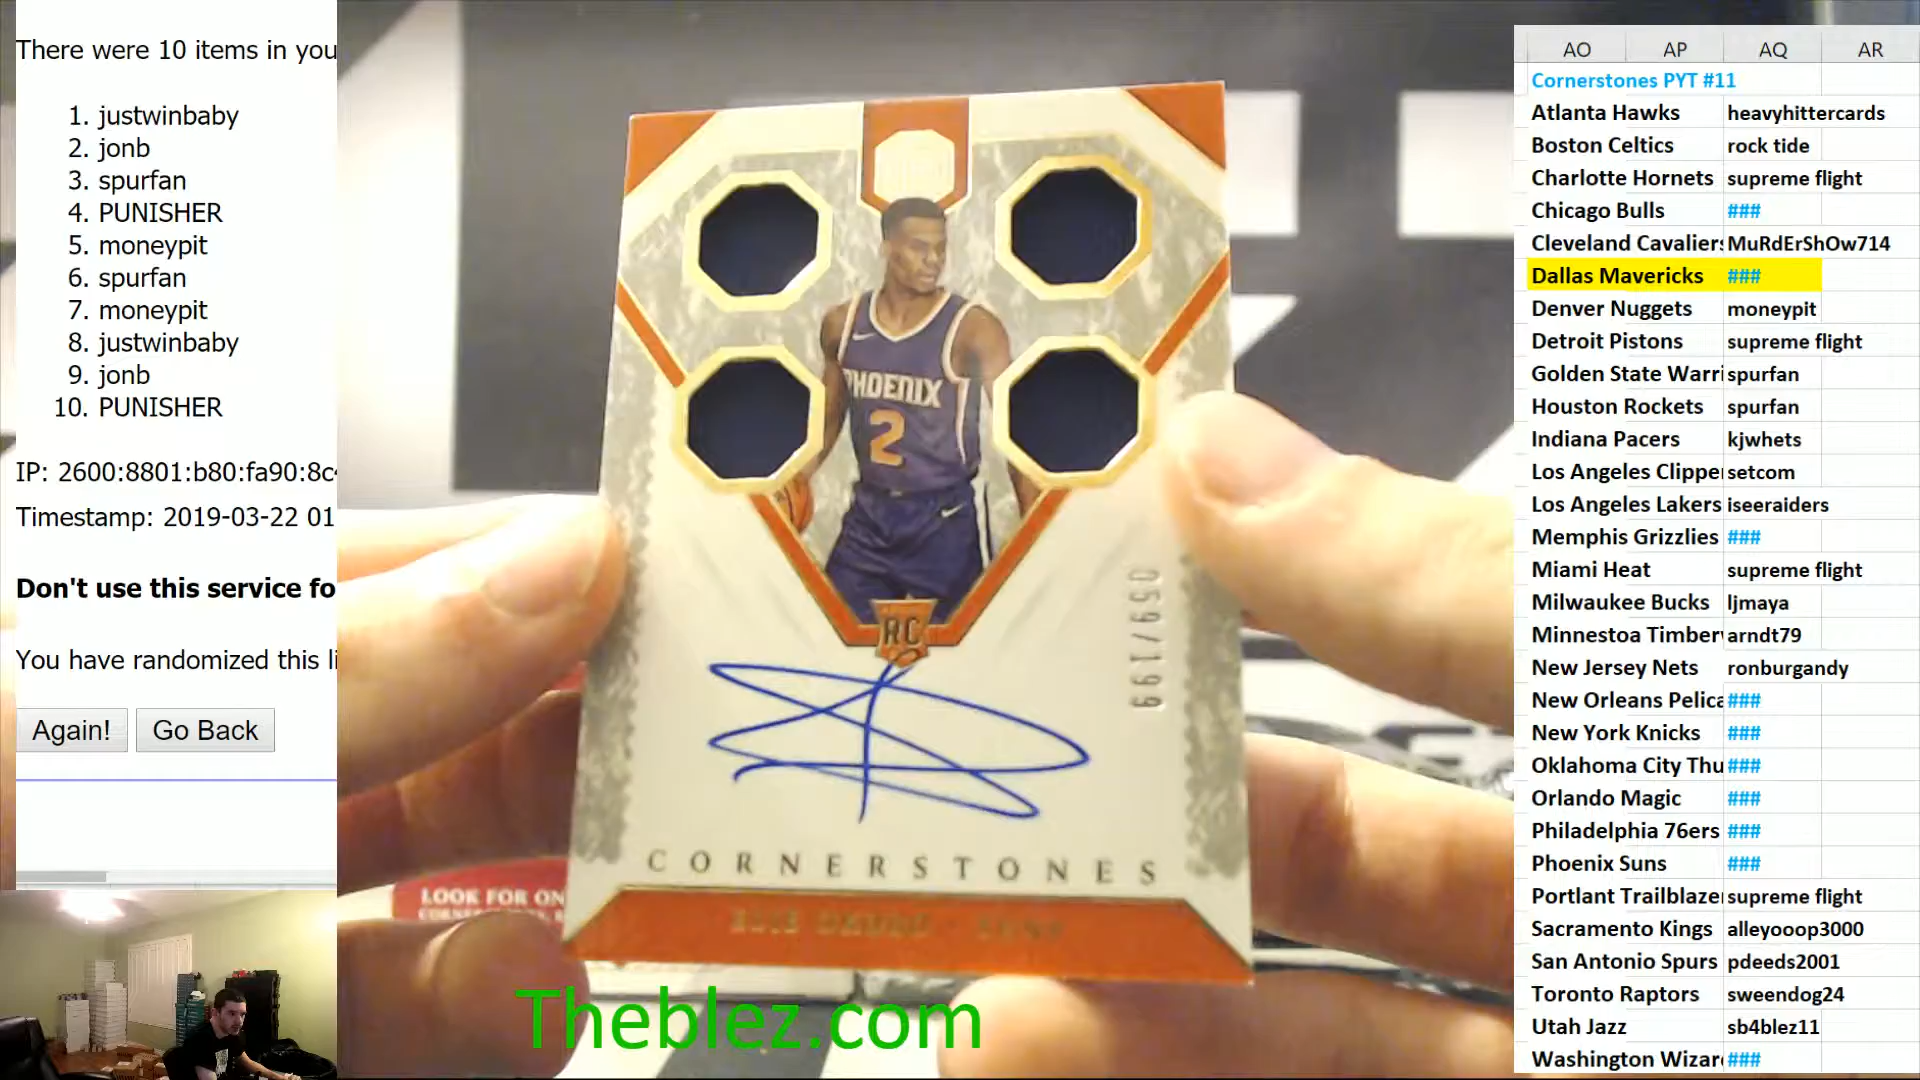 There were 10 items in you
1. justwinbaby
2. jonb
3. spurfan
4. PUNISHER
5. moneypit
6. spurfan
7. moneypit
8. justwinbaby
9. jonb
10. PUNISHER
IP: 2600:8801:b80:fa90:8c
Timestamp: 2019-03-22 01
Don't use this service fo
You have randomized this li
Again! Go Back
PHOENIX
2
RC
059/199
CORNERSTONES
LOOK FOR ON
Theblez.com
AO AP AQ AR
Cornerstones PYT #11
Atlanta Hawks heavyhittercards
Boston Celtics rock tide
Charlotte Hornets supreme flight
Chicago Bulls ###
Cleveland Cavaliers MuRdErShOw714
Dallas Mavericks ###
Denver Nuggets moneypit
Detroit Pistons supreme flight
Golden State Warri spurfan
Houston Rockets spurfan
Indiana Pacers kjwhets
Los Angeles Clippe setcom
Los Angeles Lakers iseeraiders
Memphis Grizzlies ###
Miami Heat supreme flight
Milwaukee Bucks ljmaya
Minnestoa Timberv arndt79
New Jersey Nets ronburgandy
New Orleans Pelica ###
New York Knicks ###
Oklahoma City Thu ###
Orlando Magic ###
Philadelphia 76ers ###
Phoenix Suns ###
Portlant Trailblazer supreme flight
Sacramento Kings alleyooop3000
San Antonio Spurs pdeeds2001
Toronto Raptors sweendog24
Utah Jazz sb4blez11
Washington Wizar ###